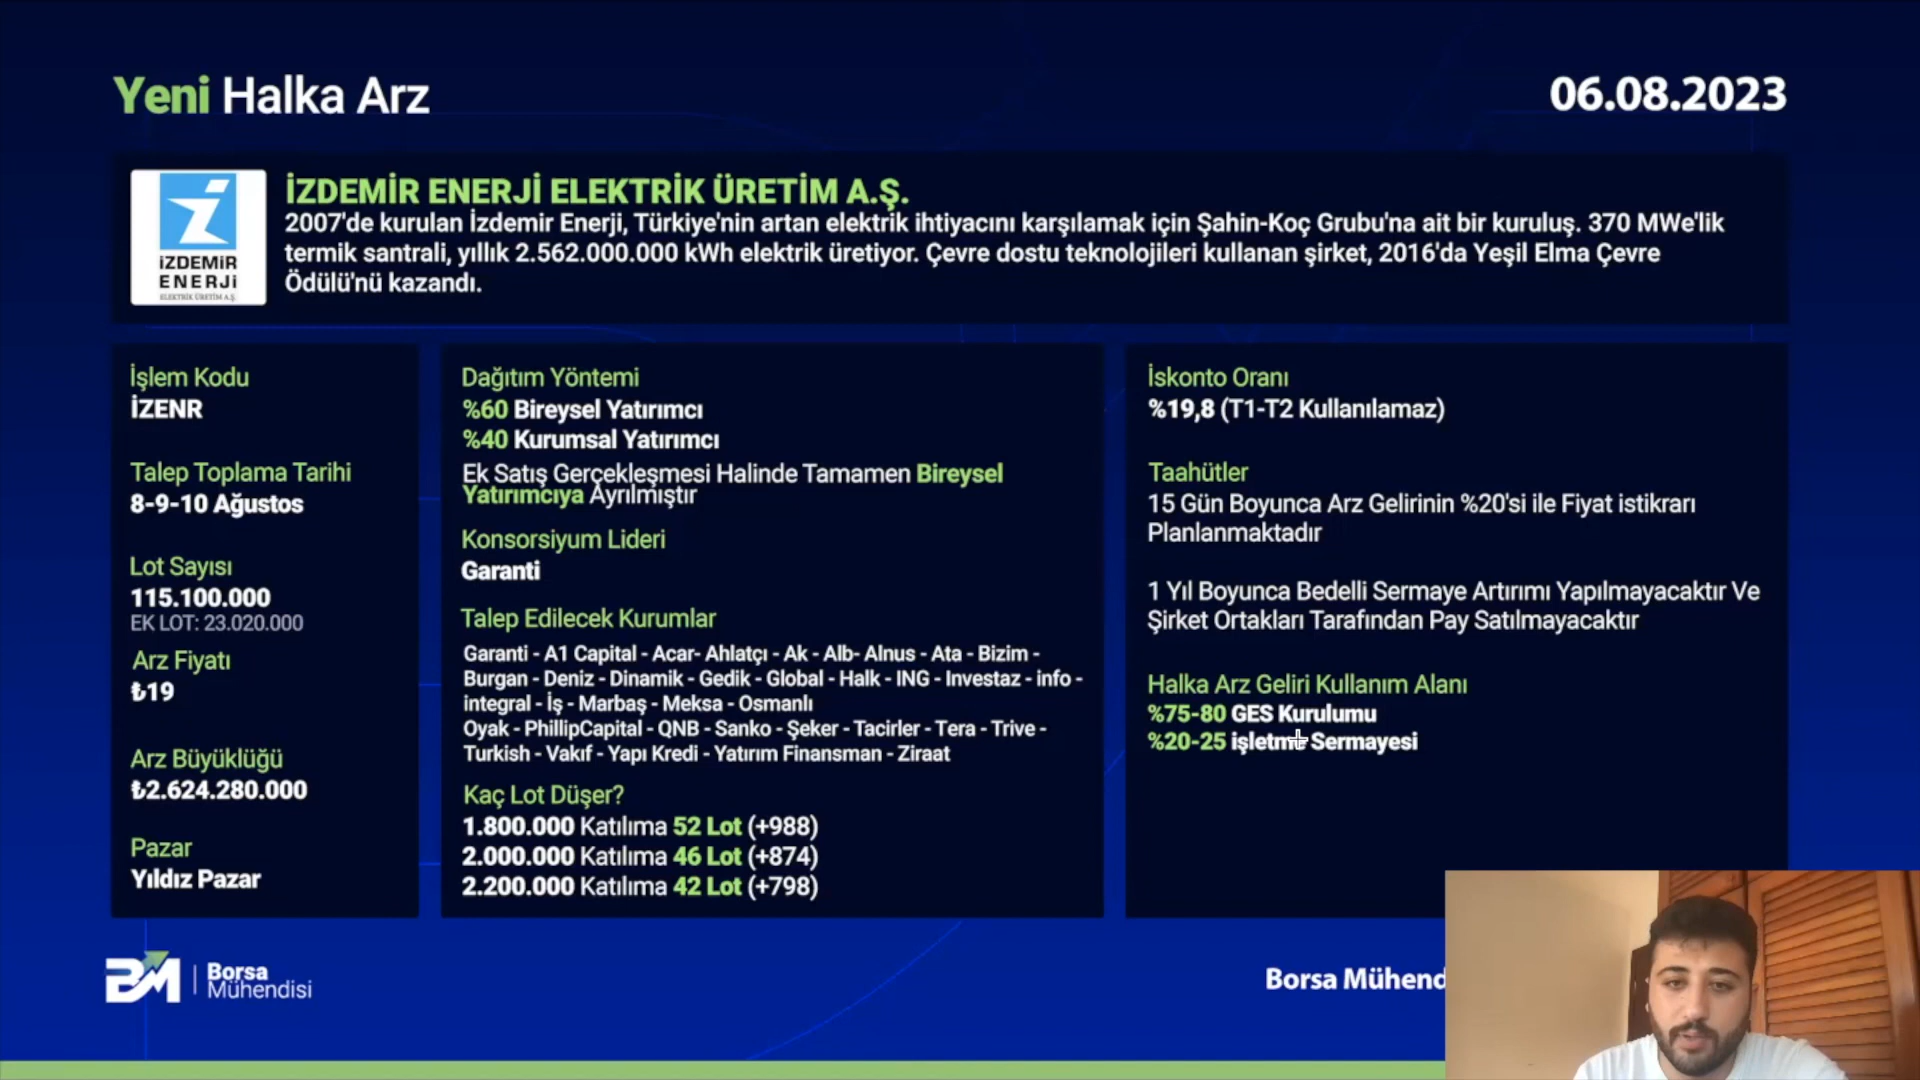 Yeni Halka Arz
06.08.2023
İZDEMİR ENERJİ ELEKTRİK ÜRETİM A.Ş.
2007'de kurulan İzdemir Enerji, Türkiye'nin artan elektrik ihtiyacını karşılamak için Şahin-Koç Grubu'na ait bir kuruluş. 370 MWe'lik
termik santrali, yıllık 2.562.000.000 kWh elektrik üretiyor. Çevre dostu teknolojileri kullanan şirket, 2016'da Yeşil Elma Çevre
Ödülü'nü kazandı.
iZDEMiR
ENERJi
ELEKTRİK ÜRETİM A.Ş.
İşlem Kodu
İZENR
Talep Toplama Tarihi
8-9-10 Ağustos
Lot Sayısı
115.100.000
EK LOT: 23.020.000
Arz Fiyatı
₺19
Arz Büyüklüğü
₺2.624.280.000
Pazar
Yıldız Pazar
Dağıtım Yöntemi
%60 Bireysel Yatırımcı
%40 Kurumsal Yatırımcı
Ek Satış Gerçekleşmesi Halinde Tamamen Bireysel
Yatırımcıya Ayrılmıştır
Konsorsiyum Lideri
Garanti
Talep Edilecek Kurumlar
Garanti - A1 Capital - Acar- Ahlatçı - Ak - Alb- Alnus - Ata - Bizim -
Burgan - Deniz - Dinamik - Gedik - Global - Halk - ING - Investaz - info -
integral - İş - Marbaş - Meksa - Osmanlı
Oyak - PhillipCapital - QNB - Sanko - Şeker - Tacirler - Tera - Trive -
Turkish - Vakıf - Yapı Kredi - Yatırım Finansman - Ziraat
Kaç Lot Düşer?
1.800.000 Katılıma 52 Lot (+988)
2.000.000 Katılıma 46 Lot (+874)
2.200.000 Katılıma 42 Lot (+798)
İskonto Oranı
%19,8 (T1-T2 Kullanılamaz)
Taahütler
15 Gün Boyunca Arz Gelirinin %20'si ile Fiyat istikrarı
Planlanmaktadır
1 Yıl Boyunca Bedelli Sermaye Artırımı Yapılmayacaktır Ve
Şirket Ortakları Tarafından Pay Satılmayacaktır
Halka Arz Geliri Kullanım Alanı
%75-80 GES Kurulumu
%20-25 işletme Sermayesi
BM
Borsa
Mühendisi
Borsa Mühend